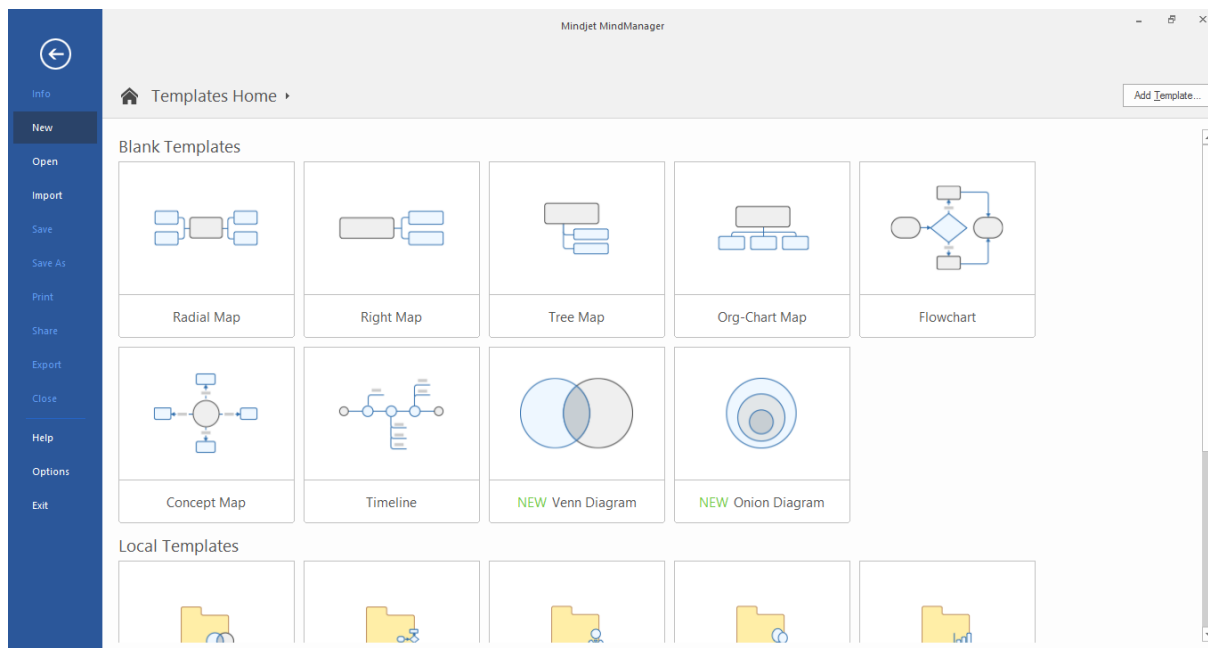 Mindjet MindManager
Info
New
Open
Import
Save
Save As
Print
Share
Export
Close
Help
Options
Exit
Templates Home
Add Template...
Blank Templates
Radial Map
Right Map
Tree Map
Org-Chart Map
Flowchart
Concept Map
Timeline
NEW Venn Diagram
NEW Onion Diagram
Local Templates